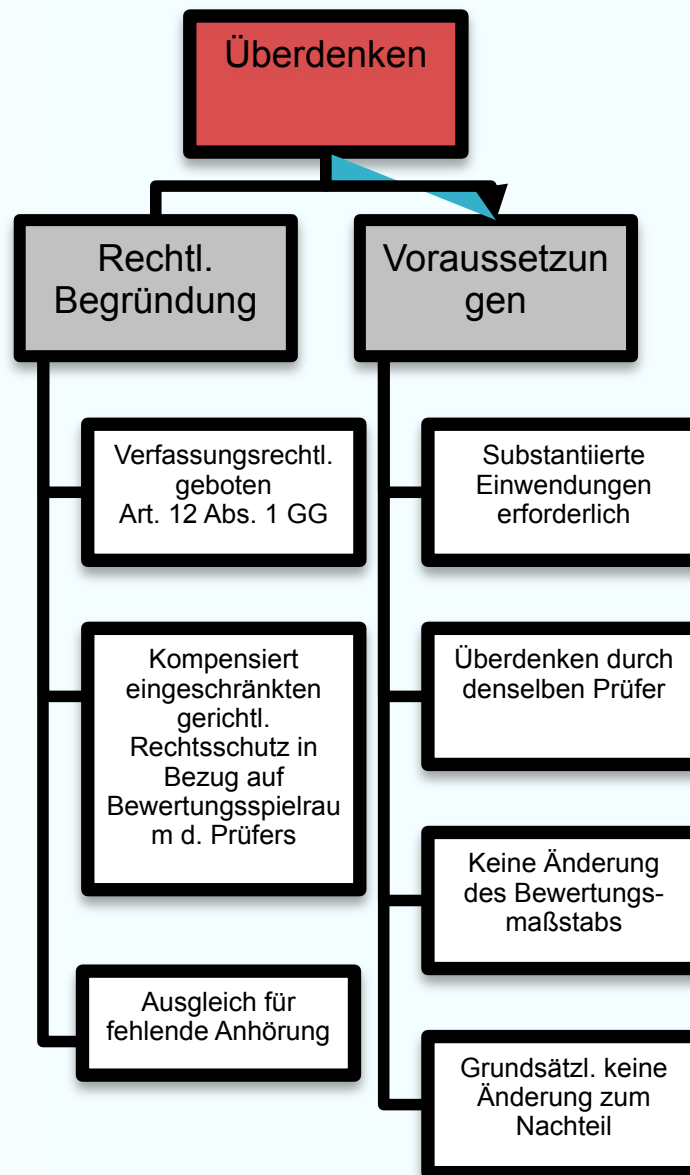 Überdenken
Rechtl.
Begründung
Verfassungsrechtl.
geboten
Art. 12 Abs. 1 GG
Kompensiert
eingeschränkten
gerichtl.
Rechtsschutz in
Bezug auf
Bewertungsspielrau
m d. Prüfers
Ausgleich für
fehlende Anhörung
Voraussetzun
gen
Substantiierte
Einwendungen
erforderlich
Überdenken durch
denselben Prüfer
Keine Änderung
des Bewertungs-
maßstabs
Grundsätzl. keine
Änderung zum
Nachteil